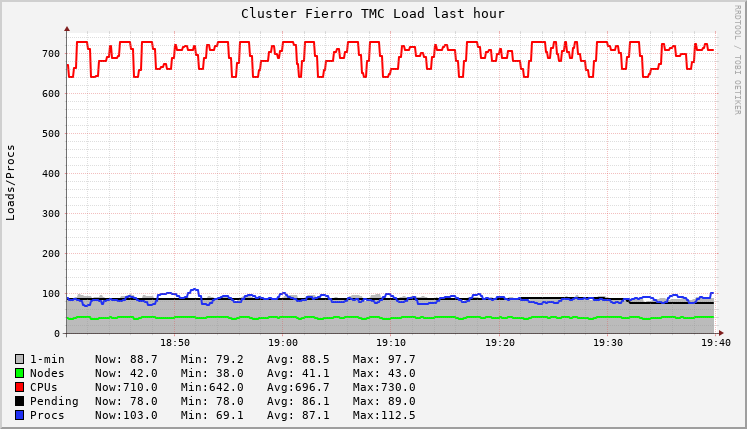 Cluster Fierro TMC Load last hour
RRDTOOL / TOBI OETIKER
Loads/Procs
700
600
500
400
300
200
100
0
18:50 19:00 19:10 19:20 19:30 19:40
1-min Now: 88.7 Min: 79.2 Avg: 88.5 Max: 97.7
Nodes Now: 42.0 Min: 38.0 Avg: 41.1 Max: 43.0
CPUs Now:710.0 Min:642.0 Avg:696.7 Max:730.0
Pending Now: 78.0 Min: 78.0 Avg: 86.1 Max: 89.0
Procs Now:103.0 Min: 69.1 Avg: 87.1 Max:112.5